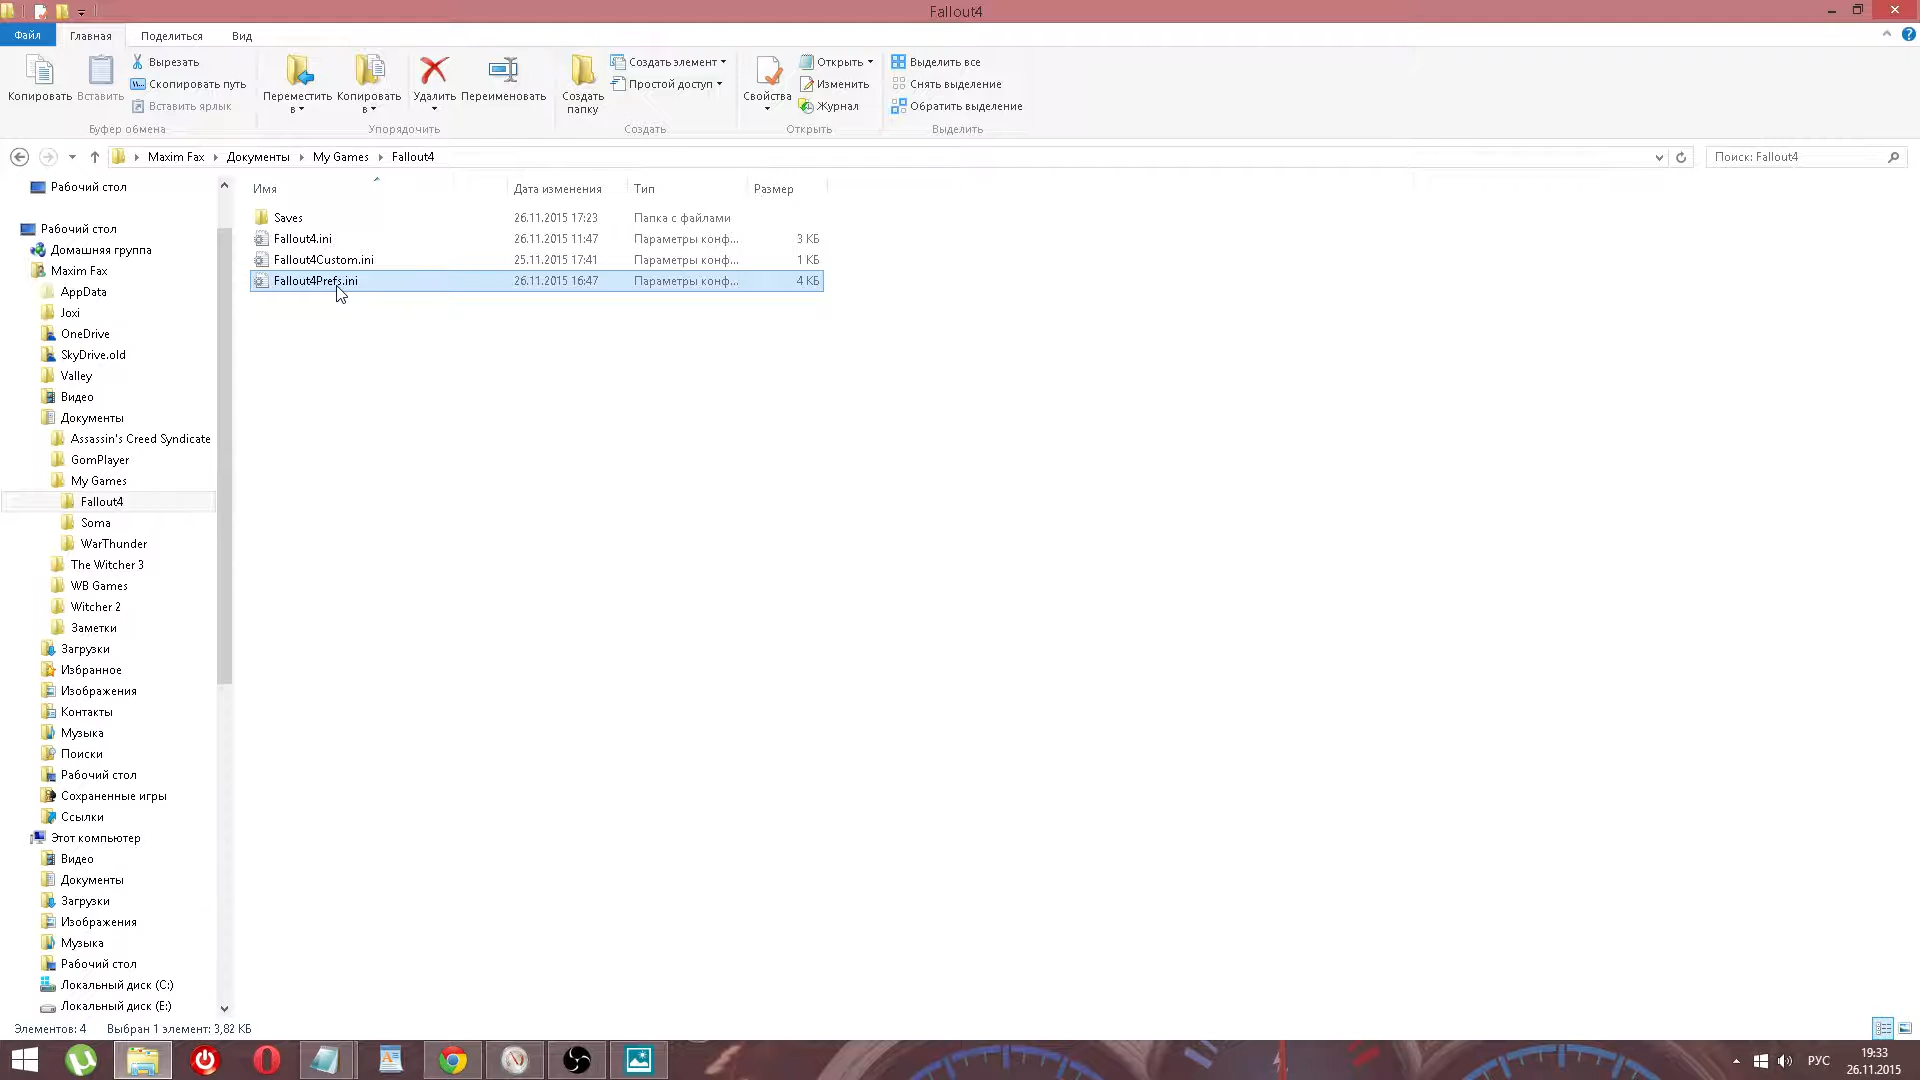 Fallout4
Файл
Главная
Поделиться
Вид
Копировать
Вставить
Вырезать
Скопировать путь
Вставить ярлык
Буфер обмена
Переместить в
Копировать в
Удалить
Переименовать
Упорядочить
Создать папку
Создать элемент
Простой доступ
Создать
Свойства
Открыть
Изменить
Журнал
Открыть
Выделить все
Снять выделение
Обратить выделение
Выделить
Maxim Fax
Документы
My Games
Fallout4
Поиск: Fallout4
Имя
Дата изменения
Тип
Размер
Saves 26.11.2015 17:23 Папка с файлами
Fallout4.ini 26.11.2015 11:47 Параметры конф... 3 КБ
Fallout4Custom.ini 25.11.2015 17:41 Параметры конф... 1 КБ
Fallout4Prefs.ini 26.11.2015 16:47 Параметры конф... 4 КБ
Рабочий стол
Рабочий стол
Домашняя группа
Maxim Fax
AppData
Joxi
OneDrive
SkyDrive.old
Valley
Видео
Документы
Assassin's Creed Syndicate
GomPlayer
My Games
Fallout4
Soma
WarThunder
The Witcher 3
WB Games
Witcher 2
Заметки
Загрузки
Избранное
Изображения
Контакты
Музыка
Поиски
Рабочий стол
Сохраненные игры
Ссылки
Этот компьютер
Видео
Документы
Загрузки
Изображения
Музыка
Рабочий стол
Локальный диск (C:)
Локальный диск (E:)
Элементов: 4
Выбран 1 элемент: 3,82 КБ
РУС
19:33
26.11.2015